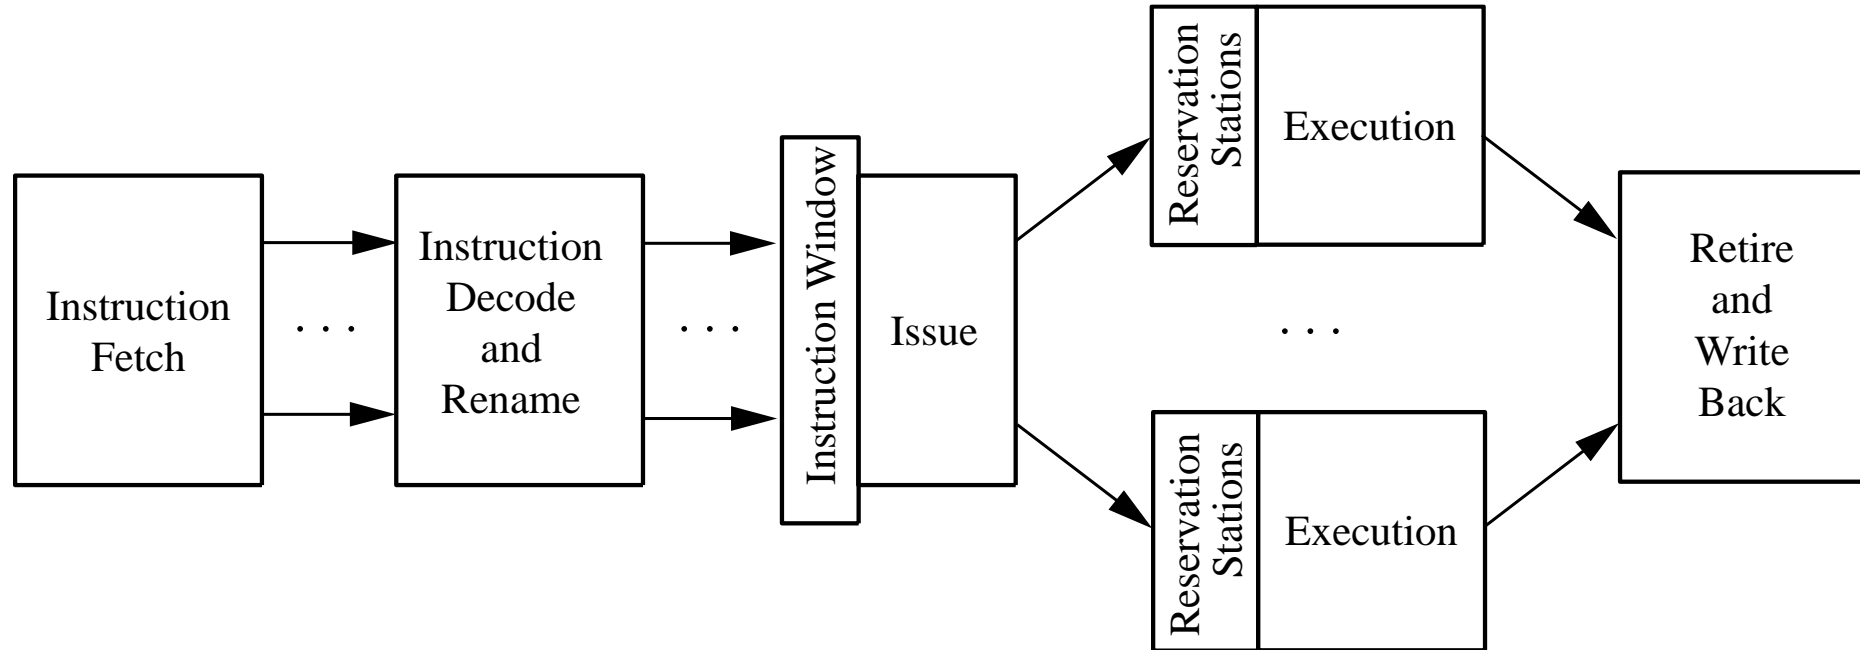 Instruction
Fetch
. . .
Instruction
Decode
and
Rename
. . .
Instruction Window
Issue
Reservation
Stations
Execution
. . .
Reservation
Stations
Execution
Retire
and
Write
Back